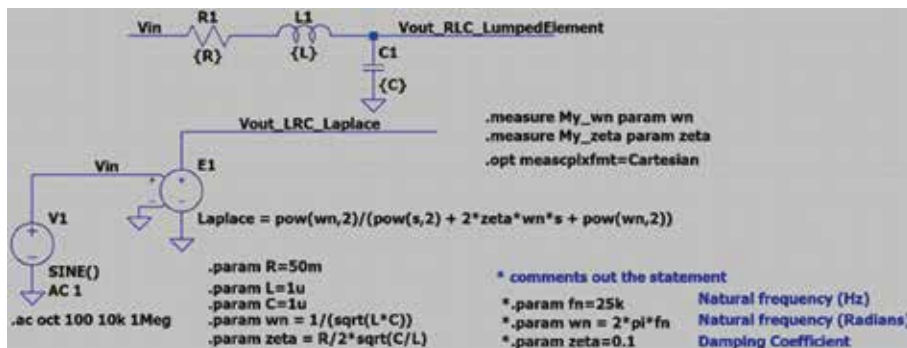 R1
L1
Vin
Vout_RLC_LumpedElement
{R}
{L}
C1
{C}
Vout_LRC_Laplace
.measure My_wn param wn
.measure My_zeta param zeta
.opt meascplxfmt=Cartesian
Vin
E1
V1
Laplace = pow(wn,2)/(pow(s,2) + 2*zeta*wn*s + pow(wn,2))
SINE()
AC 1
.ac oct 100 10k 1Meg
.param R=50m
.param L=1u
.param C=1u
.param wn = 1/(sqrt(L*C))
.param zeta = R/2*sqrt(C/L)
* comments out the statement
*.param fn=25k Natural frequency (Hz)
*.param wn = 2*pi*fn Natural frequency (Radians)
*.param zeta=0.1 Damping Coefficient